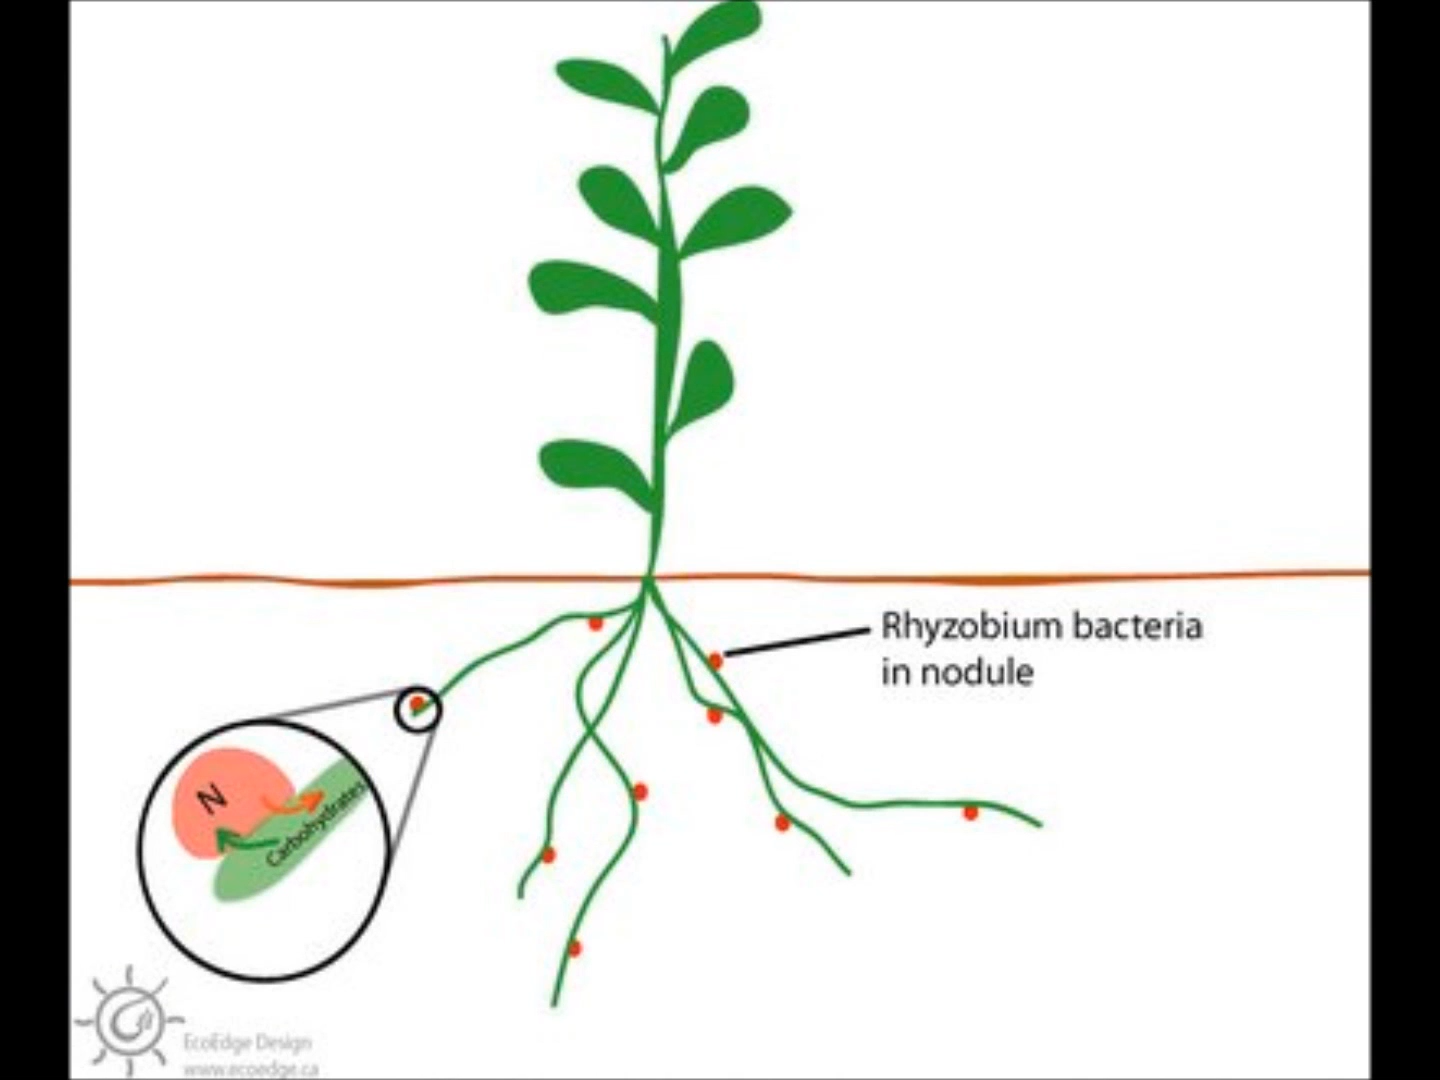 Rhyzobium bacteria
in nodule
N
Carbohydrates
EcoEdge Design
www.ecoedge.ca